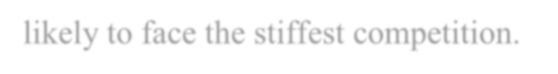 likely to face the stiffest competition.